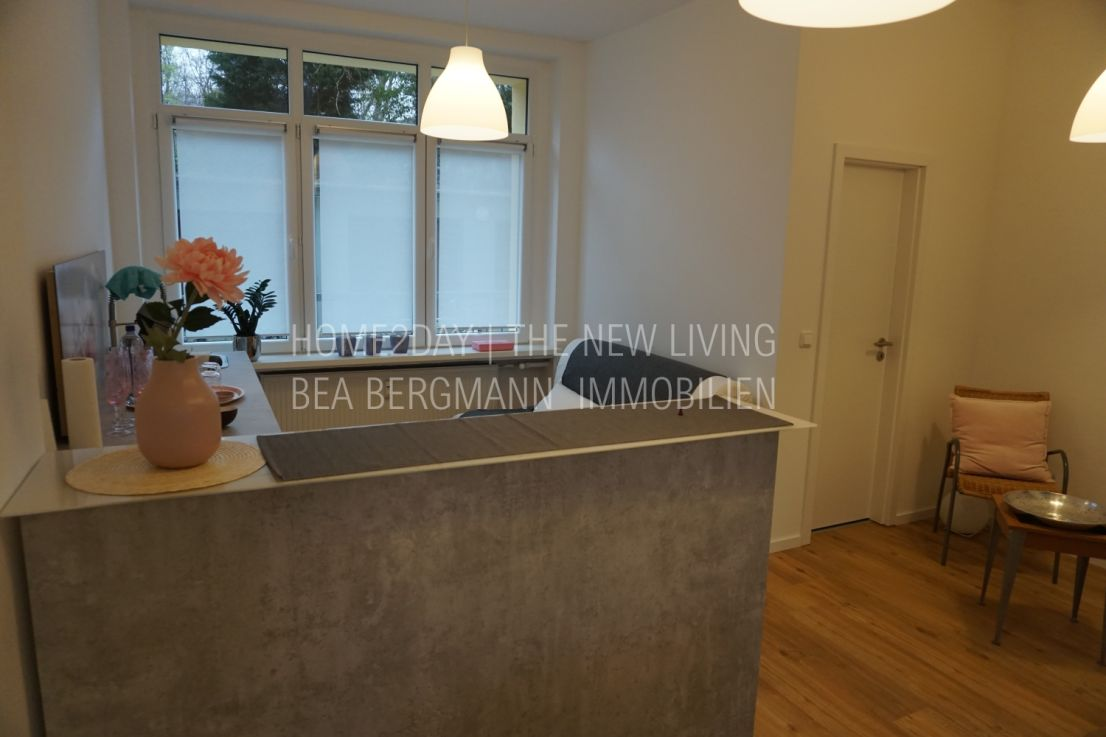 HOME2DAY | THE NEW LIVING
BEA BERGMANN IMMOBILIEN